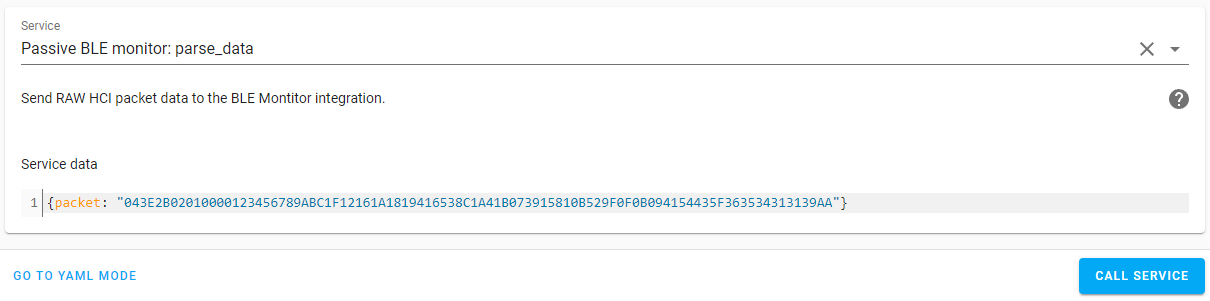 Service
Passive BLE monitor: parse_data
Send RAW HCI packet data to the BLE Montitor integration.
Service data
1 {packet: "043E2B02010000123456789ABC1F12161A1819416538C1A41B073915810B529F0F0B094154435F363534313139AA"}
GO TO YAML MODE
CALL SERVICE